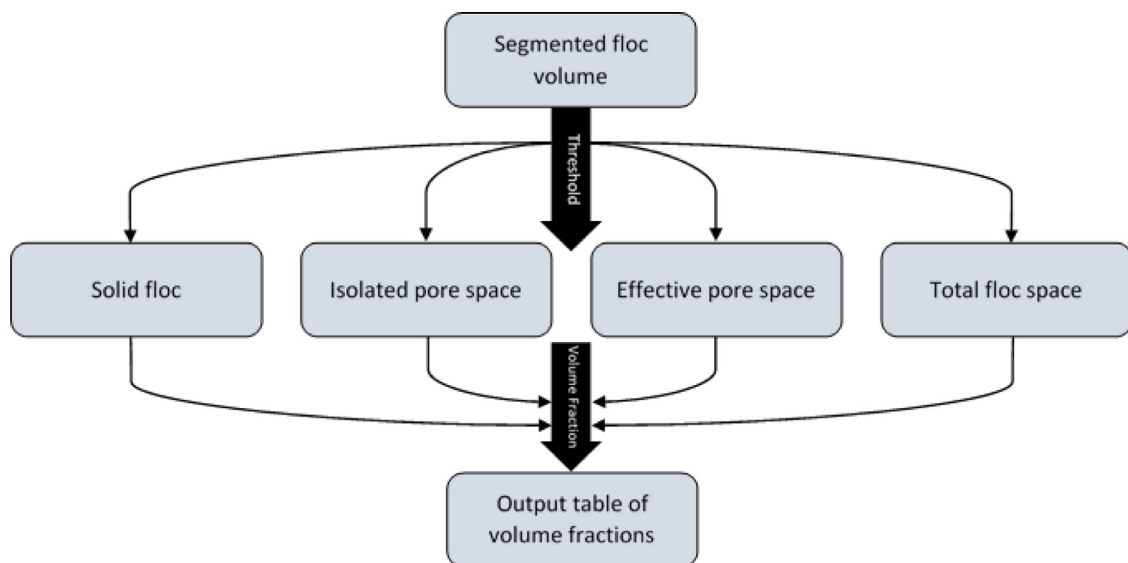 Segmented floc
volume
Threshold
Solid floc
Isolated pore space
Effective pore space
Total floc space
Volume Fraction
Output table of
volume fractions